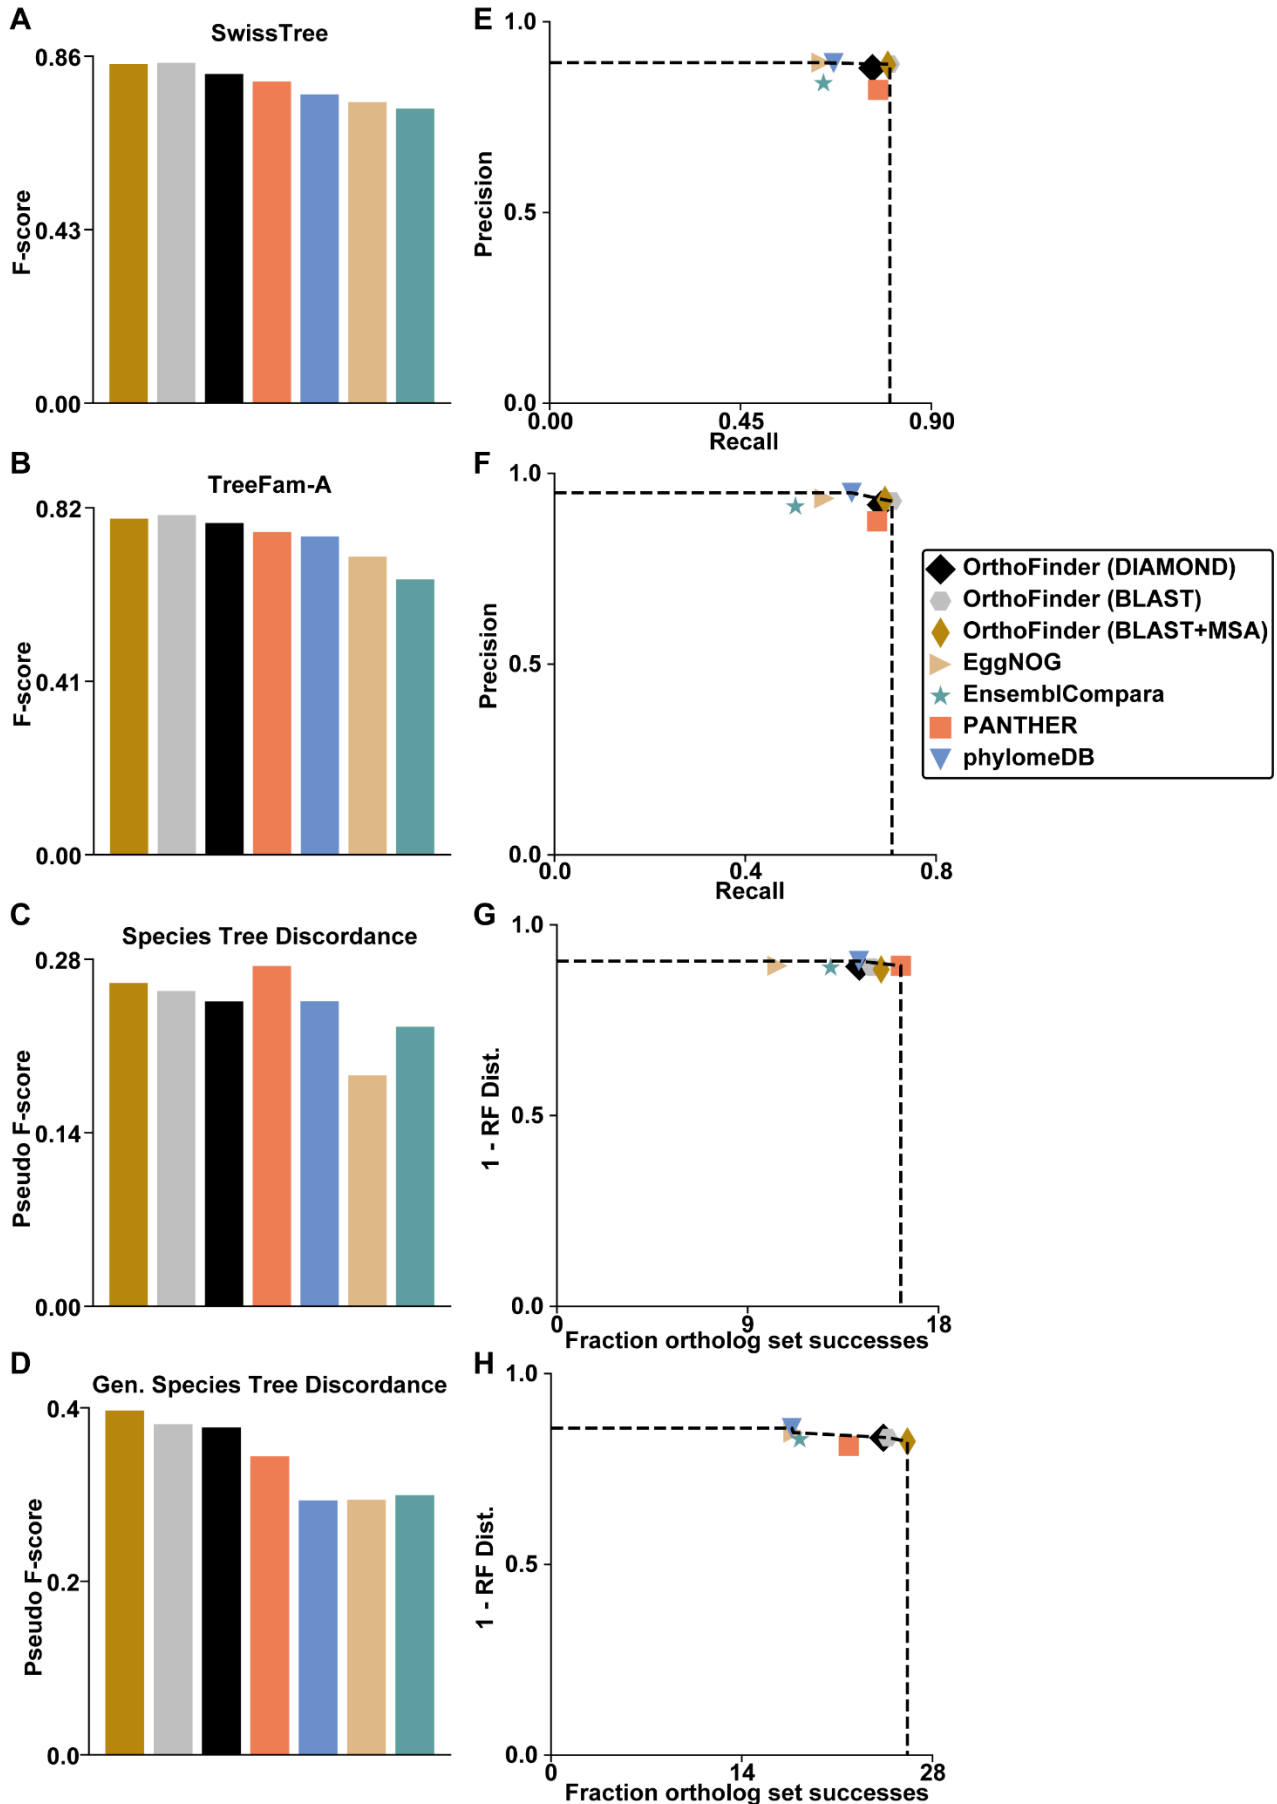 A
SwissTree
0.86
0.43
0.00
F-score
E
1.0
0.5
0.0
Precision
0.00
0.45
0.90
Recall
B
TreeFam-A
0.82
0.41
0.00
F-score
F
1.0
0.5
0.0
Precision
0.0
0.4
0.8
Recall
OrthoFinder (DIAMOND)
OrthoFinder (BLAST)
OrthoFinder (BLAST+MSA)
EggNOG
EnsemblCompara
PANTHER
phylomeDB
C
Species Tree Discordance
0.28
0.14
0.00
Pseudo F-score
G
1.0
0.5
0.0
1 - RF Dist.
0
9
18
Fraction ortholog set successes
D
Gen. Species Tree Discordance
0.4
0.2
0.0
Pseudo F-score
H
1.0
0.5
0.0
1 - RF Dist.
0
14
28
Fraction ortholog set successes